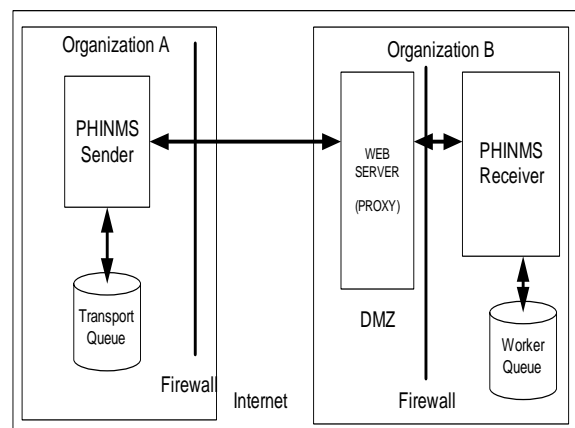 Organization A
PHINMS
Sender
Transport
Queue
Firewall
Internet
Organization B
WEB
SERVER
(PROXY)
PHINMS
Receiver
DMZ
Worker
Queue
Firewall